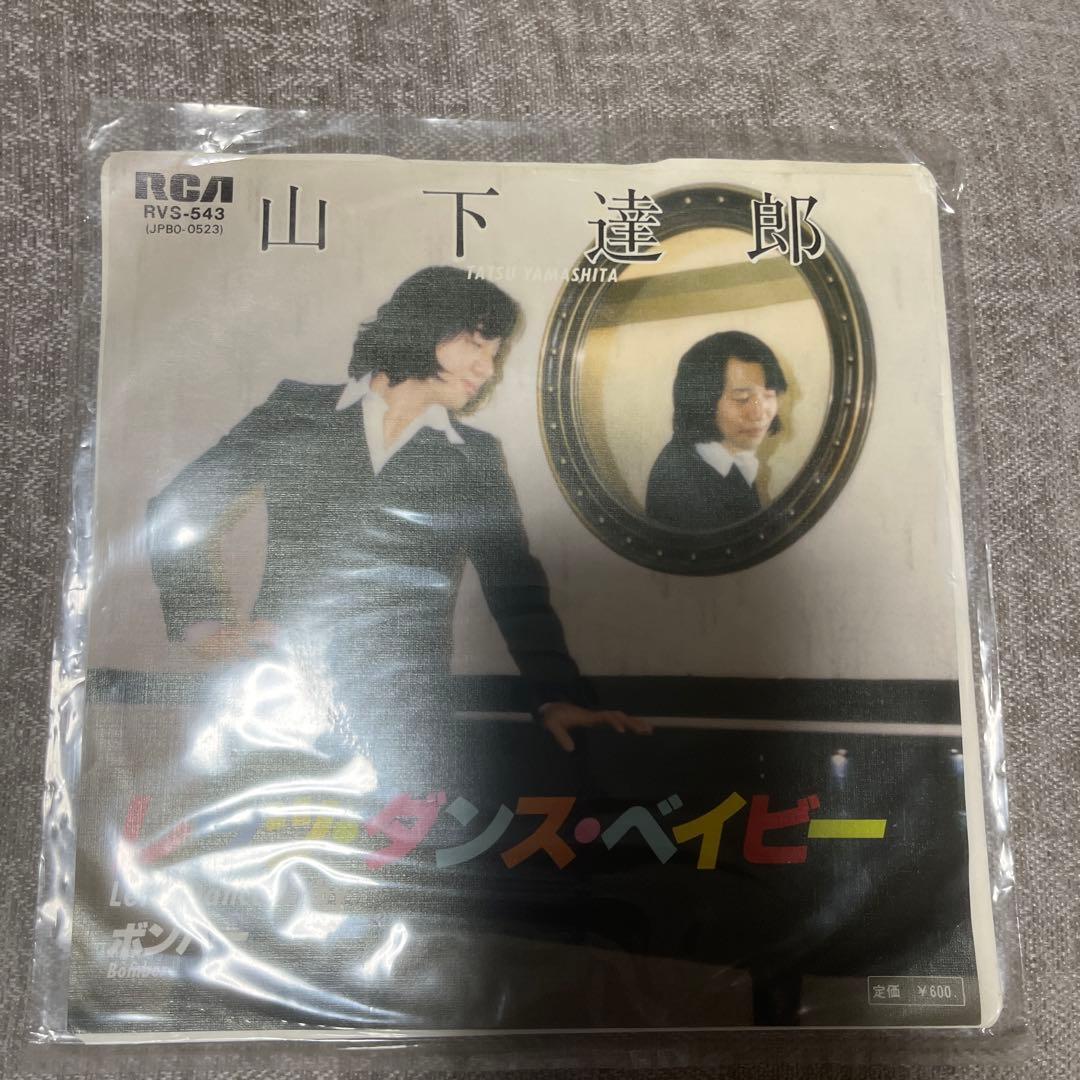 RCA
RVS-543
(JPBO-0523)
山下達郎
TATSU YAMASHITA
ダンス・ベイビー
定価 ¥600.